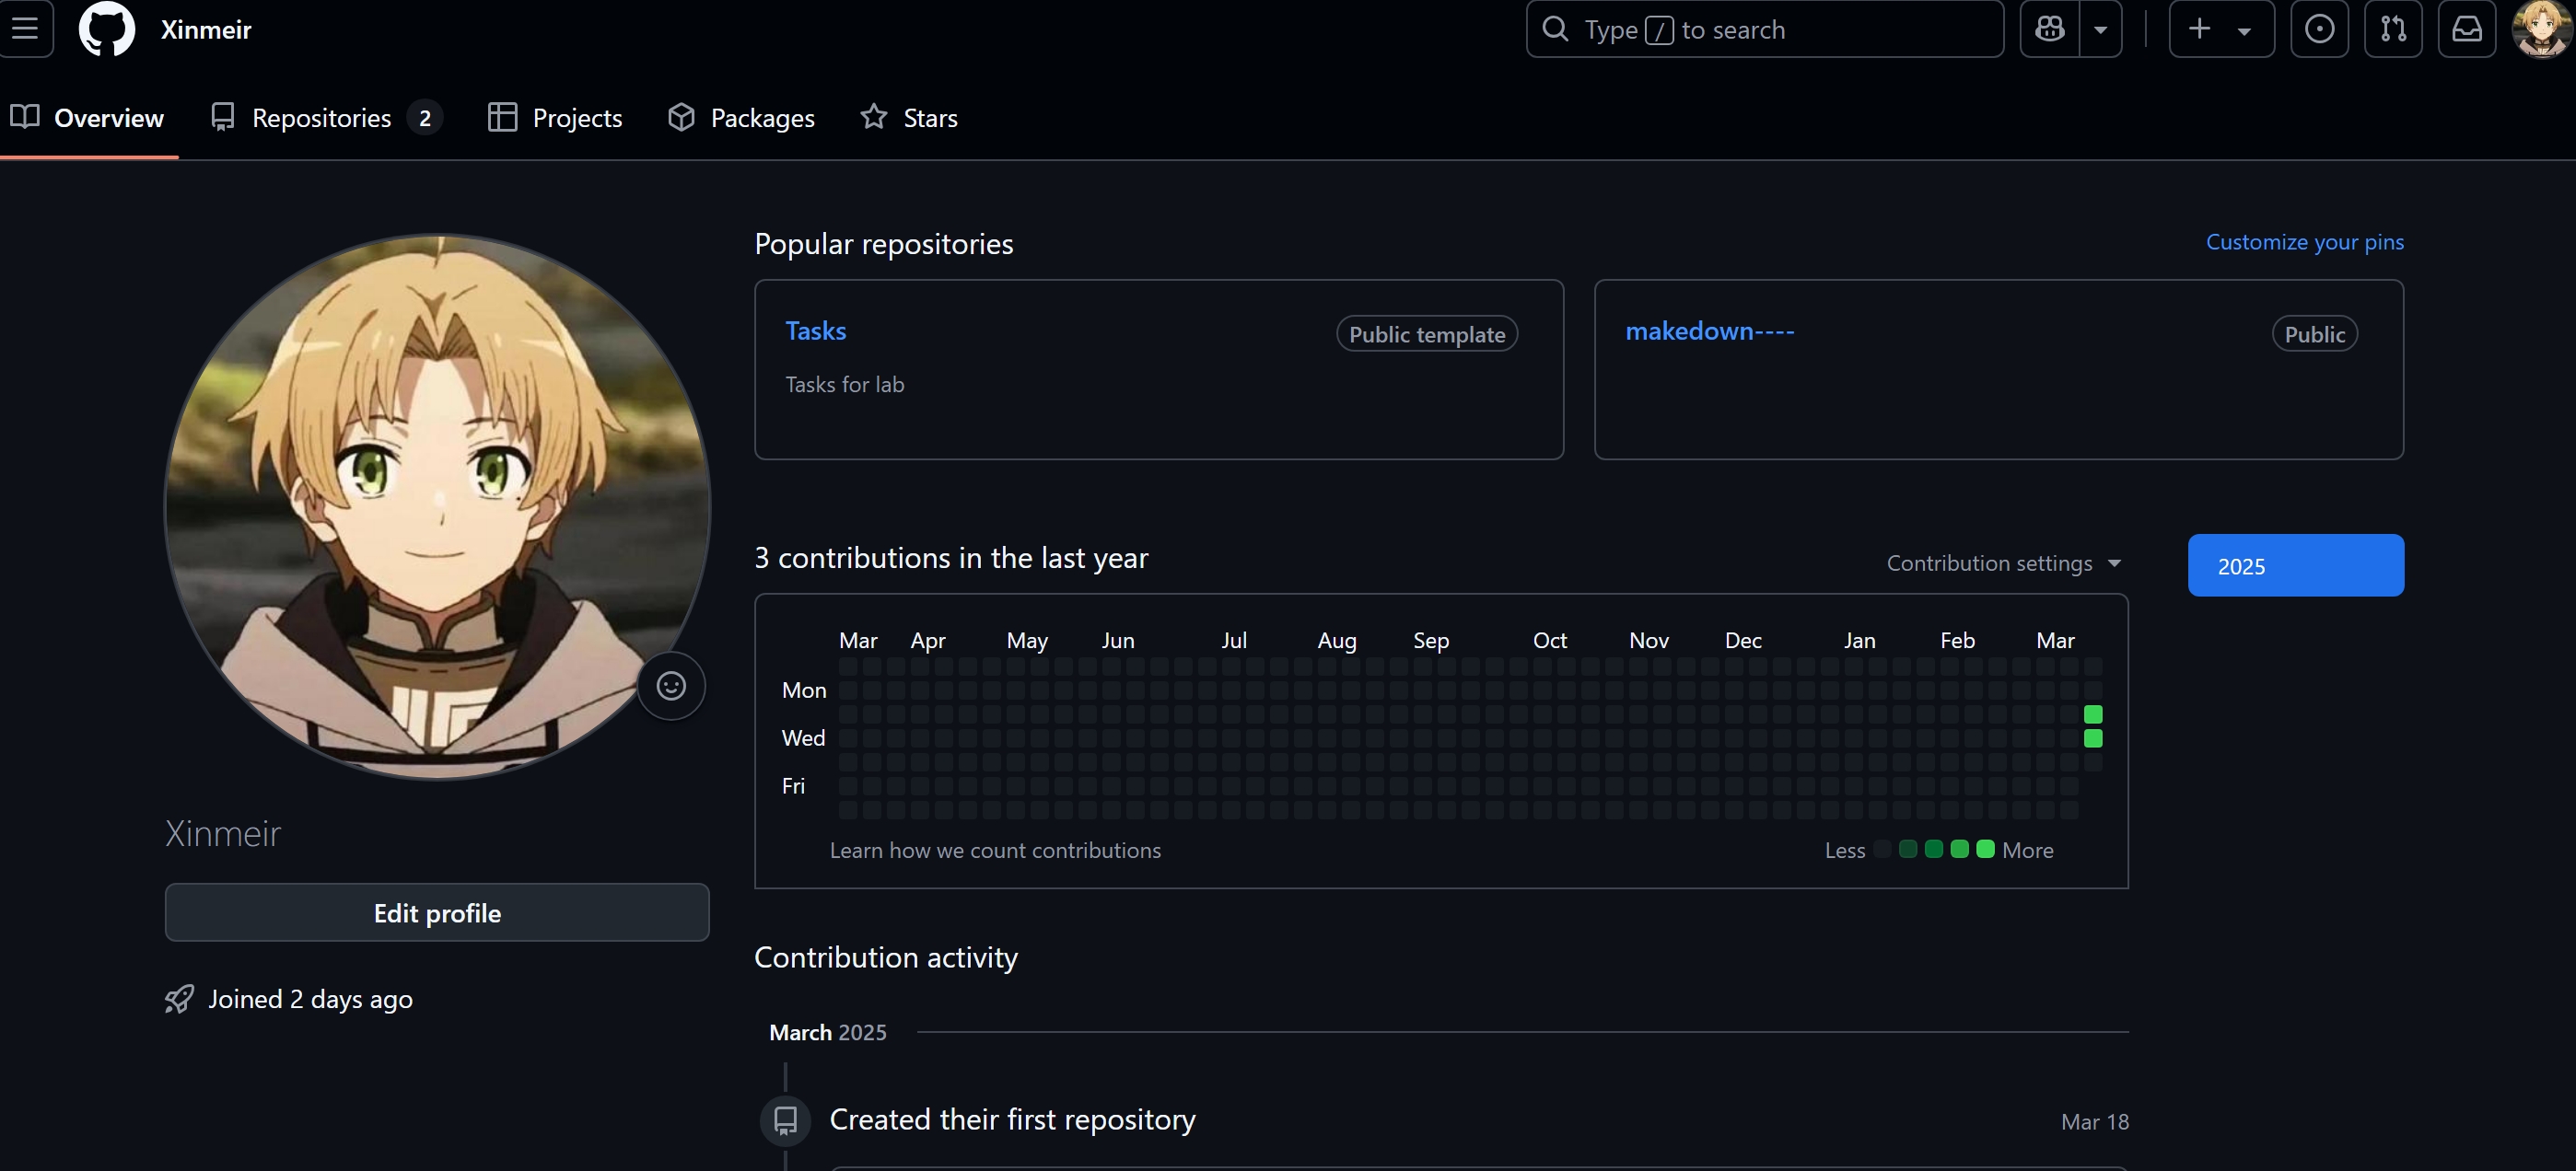 Xinmeir
Type / to search
Overview
Repositories 2
Projects
Packages
Stars
Popular repositories
Customize your pins
Tasks
Public template
Tasks for lab
makedown----
Public
3 contributions in the last year
Contribution settings
2025
Mar Apr May Jun Jul Aug Sep Oct Nov Dec Jan Feb Mar
Mon
Wed
Fri
Learn how we count contributions
Less More
Xinmeir
Edit profile
Joined 2 days ago
Contribution activity
March 2025
Created their first repository
Mar 18